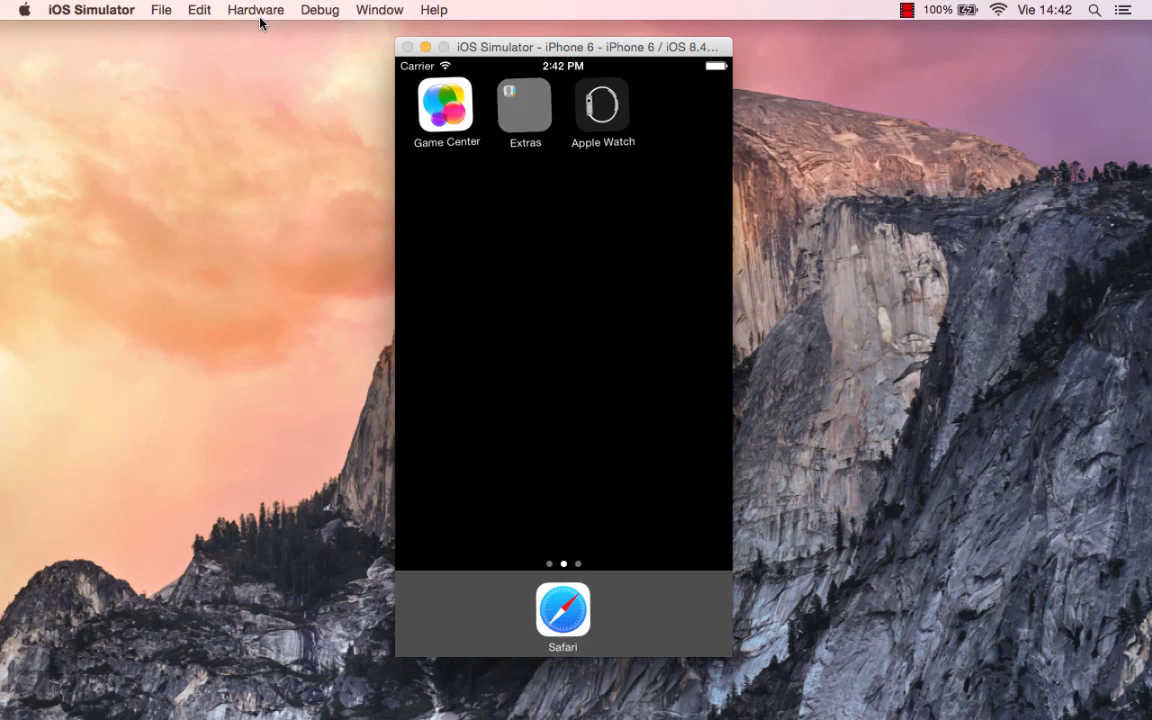 iOS Simulator File Edit Hardware Debug Window Help 100% Vie 14:42
iOS Simulator - iPhone 6 - iPhone 6 / iOS 8.4...
Carrier 2:42 PM
Game Center Extras Apple Watch
Safari